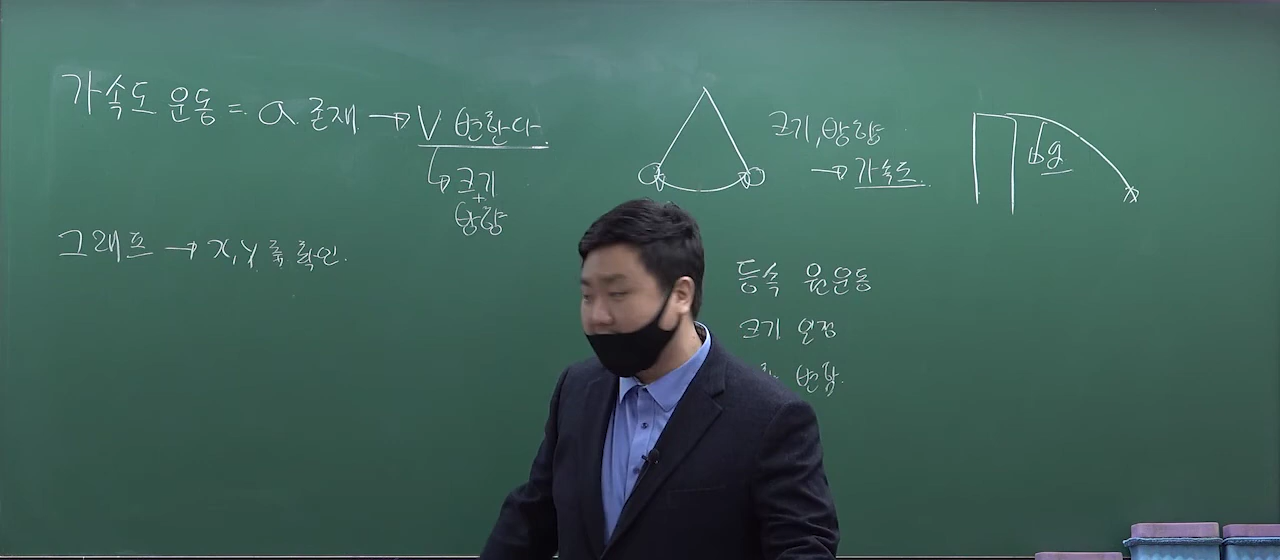 가속도 운동 = a 존재 → V 변한다.
크기
+
방향
그래프 → x, y 축 확인.
크기, 방향
→ 가속도.
g
등속 원운동
크기 일정
변화.